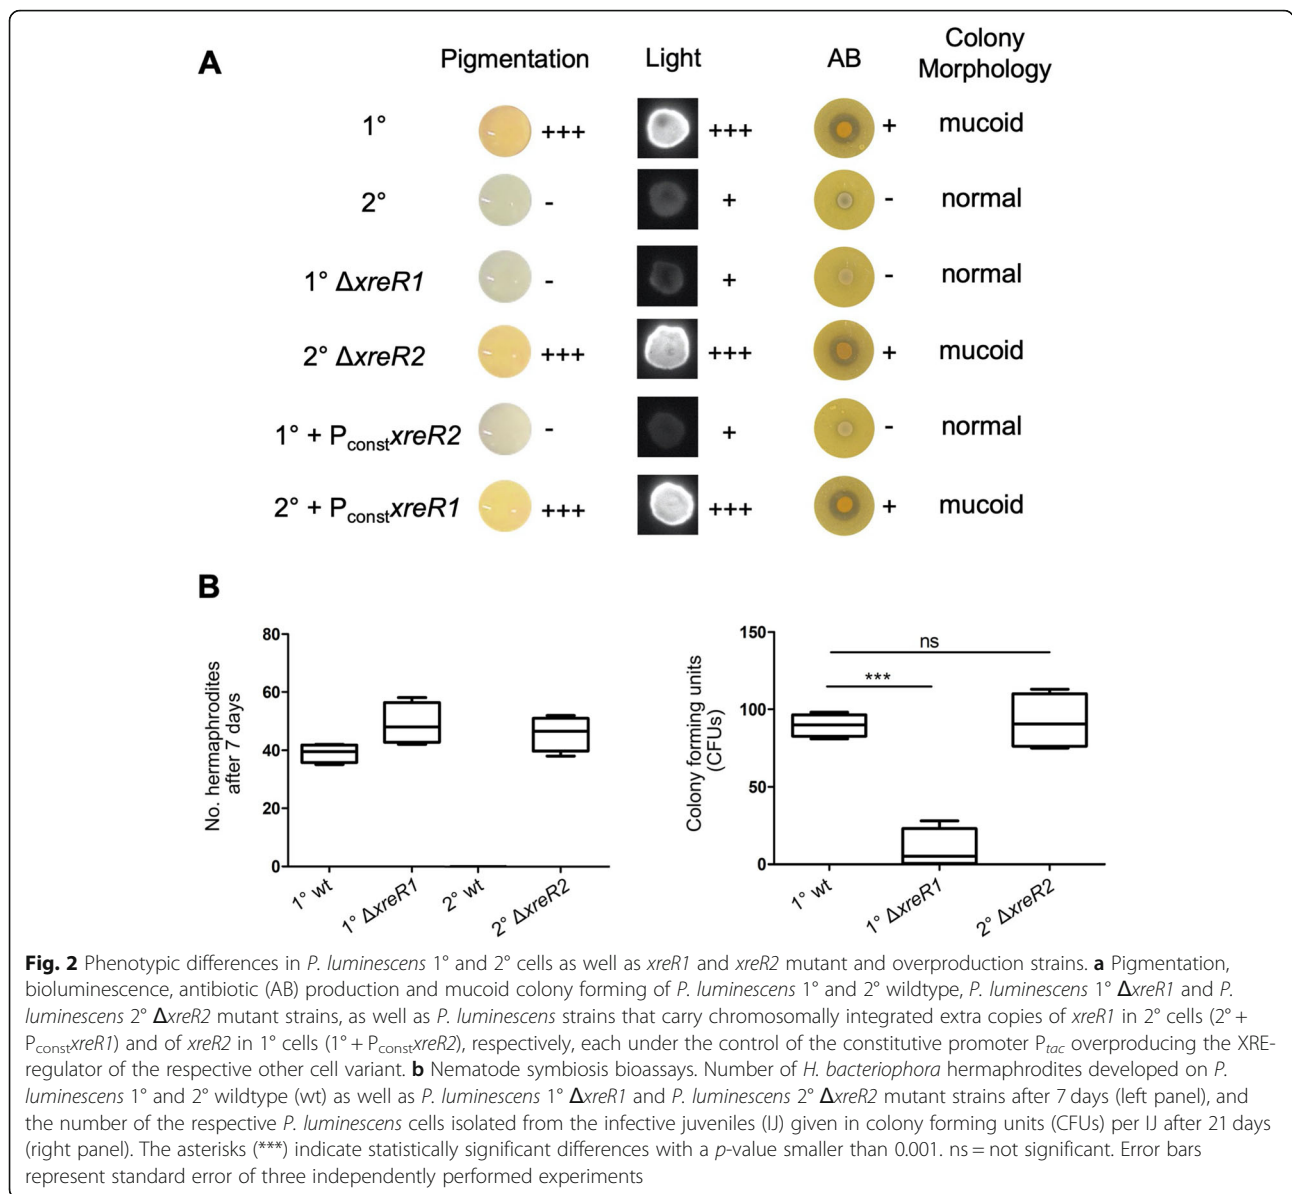 A
Pigmentation Light AB Colony Morphology
1° +++ +++ + mucoid
2° - + - normal
1° ΔxreR1 - + - normal
2° ΔxreR2 +++ +++ + mucoid
1° + PconstxreR2 - + - normal
2° + PconstxreR1 +++ +++ + mucoid
B
No. hermaphrodites
after 7 days
80
60
40
20
0
1° wt
1° ΔxreR1
2° wt
2° ΔxreR2
Colony forming units
(CFUs)
150
100
50
0
ns
***
1° wt
1° ΔxreR1
2° ΔxreR2
Fig. 2 Phenotypic differences in P. luminescens 1° and 2° cells as well as xreR1 and xreR2 mutant and overproduction strains. a Pigmentation,
bioluminescence, antibiotic (AB) production and mucoid colony forming of P. luminescens 1° and 2° wildtype, P. luminescens 1° ΔxreR1 and P.
luminescens 2° ΔxreR2 mutant strains, as well as P. luminescens strains that carry chromosomally integrated extra copies of xreR1 in 2° cells (2° +
PconstxreR1) and of xreR2 in 1° cells (1° + PconstxreR2), respectively, each under the control of the constitutive promoter Ptac overproducing the XRE-
regulator of the respective other cell variant. b Nematode symbiosis bioassays. Number of H. bacteriophora hermaphrodites developed on P.
luminescens 1° and 2° wildtype (wt) as well as P. luminescens 1° ΔxreR1 and P. luminescens 2° ΔxreR2 mutant strains after 7 days (left panel), and
the number of the respective P. luminescens cells isolated from the infective juveniles (IJ) given in colony forming units (CFUs) per IJ after 21 days
(right panel). The asterisks (***) indicate statistically significant differences with a p-value smaller than 0.001. ns = not significant. Error bars
represent standard error of three independently performed experiments